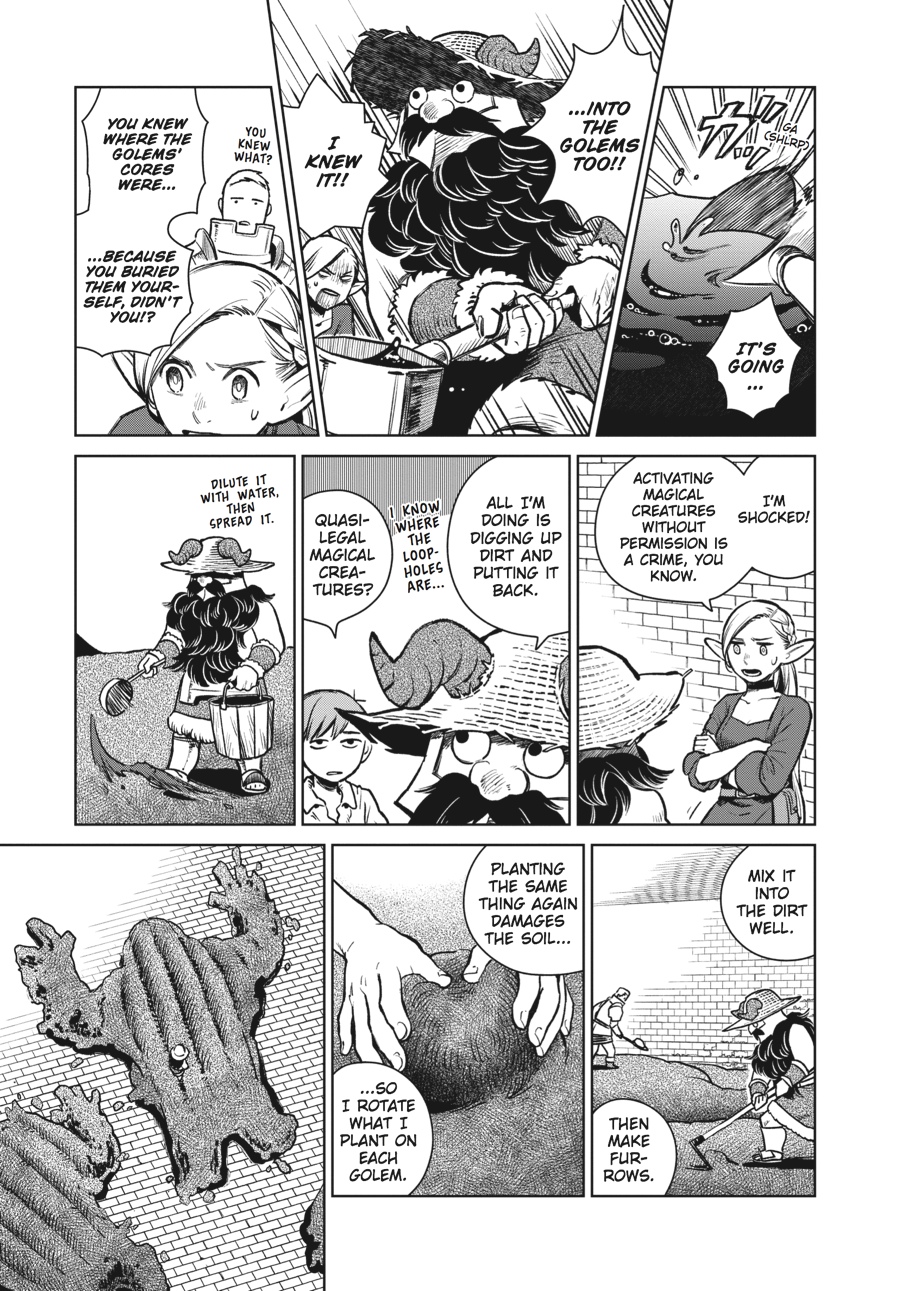 ガッ
GA
(SHLRP)
IT'S
GOING
...
...INTO
THE
GOLEMS
TOO!!
I
KNEW
IT!!
YOU
KNEW
WHAT?
YOU KNEW
WHERE THE
GOLEMS'
CORES
WERE...
...BECAUSE
YOU BURIED
THEM YOUR-
SELF, DIDN'T
YOU!?
I'M
SHOCKED!
ACTIVATING
MAGICAL
CREATURES
WITHOUT
PERMISSION IS
A CRIME, YOU
KNOW.
ALL I'M
DOING IS
DIGGING UP
DIRT AND
PUTTING IT
BACK.
I KNOW
WHERE
THE
LOOP-
HOLES
ARE...
QUASI-
LEGAL
MAGICAL
CREA-
TURES?
DILUTE IT
WITH WATER,
THEN
SPREAD IT.
MIX IT
INTO
THE DIRT
WELL.
THEN
MAKE
FUR-
ROWS.
PLANTING
THE SAME
THING AGAIN
DAMAGES
THE SOIL...
...SO
I ROTATE
WHAT I
PLANT ON
EACH
GOLEM.